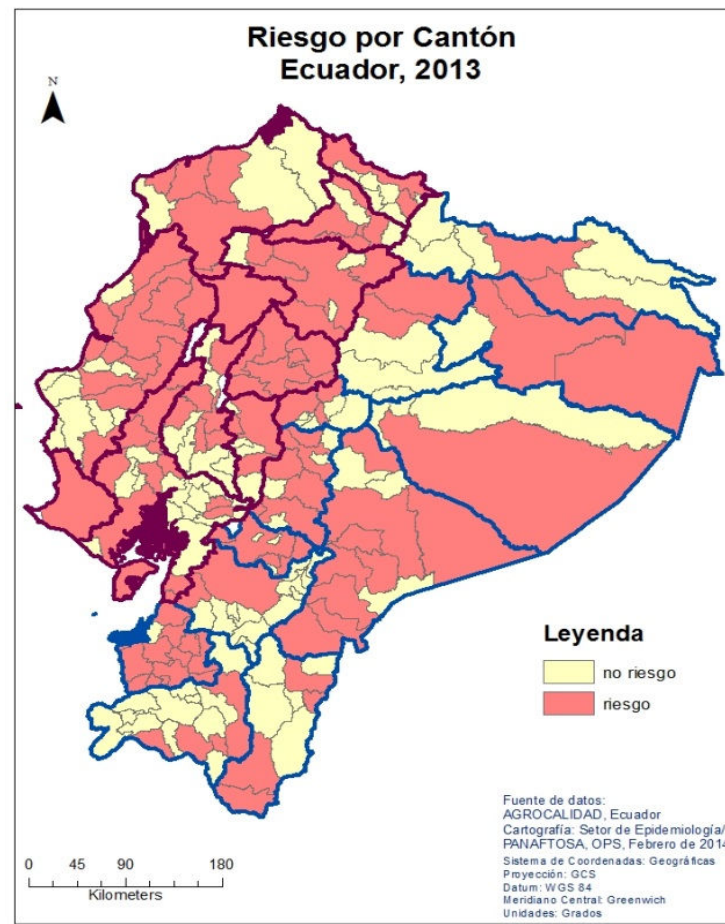 Riesgo por Cantón
Ecuador, 2013
N
Leyenda
no riesgo
riesgo
Fuente de datos:
AGROCALIDAD, Ecuador
Cartografía: Setor de Epidemiología/
PANAFTOSA, OPS, Febrero de 2014
Sistema de Coordenadas: Geográficas
Proyección: GCS
Datum: WGS 84
Meridiano Central: Greenwich
Unidades: Grados
0 45 90 180
Kilometers